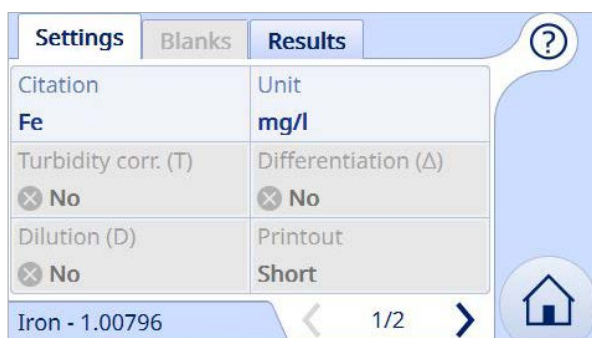 Settings Blanks Results ?
Citation Unit
Fe mg/l
Turbidity corr. (T) Differentiation (Δ)
No No
Dilution (D) Printout
No Short
Iron - 1.00796 1/2